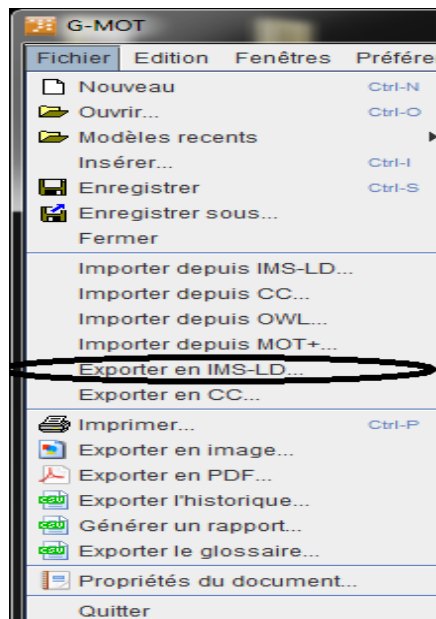 G-MOT
Fichier Edition Fenêtres Préfére
Nouveau Ctrl-N
Ouvrir... Ctrl-O
Modèles recents
Insérer... Ctrl-I
Enregistrer Ctrl-S
Enregistrer sous...
Fermer
Importer depuis IMS-LD...
Importer depuis CC...
Importer depuis OWL...
Importer depuis MOT+...
Exporter en IMS-LD...
Exporter en CC...
Imprimer... Ctrl-P
Exporter en image...
Exporter en PDF...
Exporter l'historique...
Générer un rapport...
Exporter le glossaire...
Propriétés du document...
Quitter